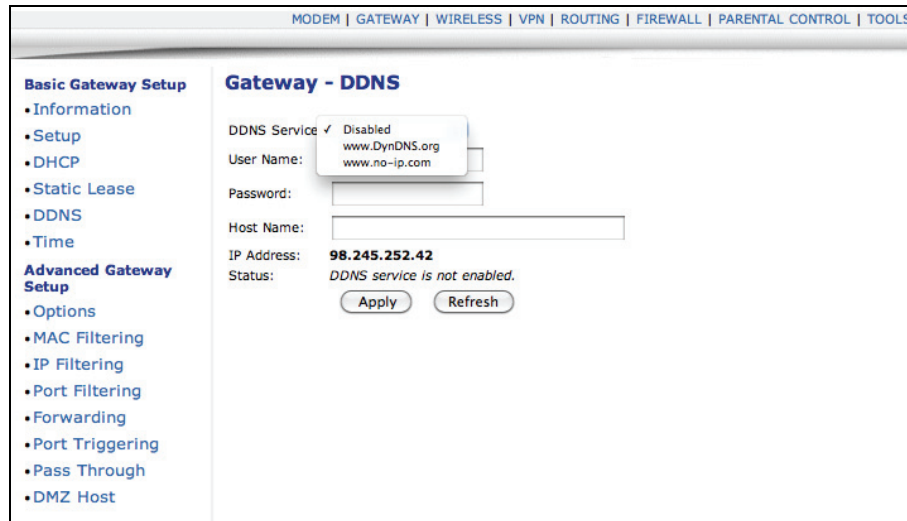 MODEM | GATEWAY | WIRELESS | VPN | ROUTING | FIREWALL | PARENTAL CONTROL | TOOLS
Basic Gateway Setup
•Information
•Setup
•DHCP
•Static Lease
•DDNS
•Time
Advanced Gateway
Setup
•Options
•MAC Filtering
•IP Filtering
•Port Filtering
•Forwarding
•Port Triggering
•Pass Through
•DMZ Host
Gateway - DDNS
DDNS Service ✓ Disabled
www.DynDNS.org
www.no-ip.com
User Name:
Password:
Host Name:
IP Address: 98.245.252.42
Status: DDNS service is not enabled.
Apply Refresh